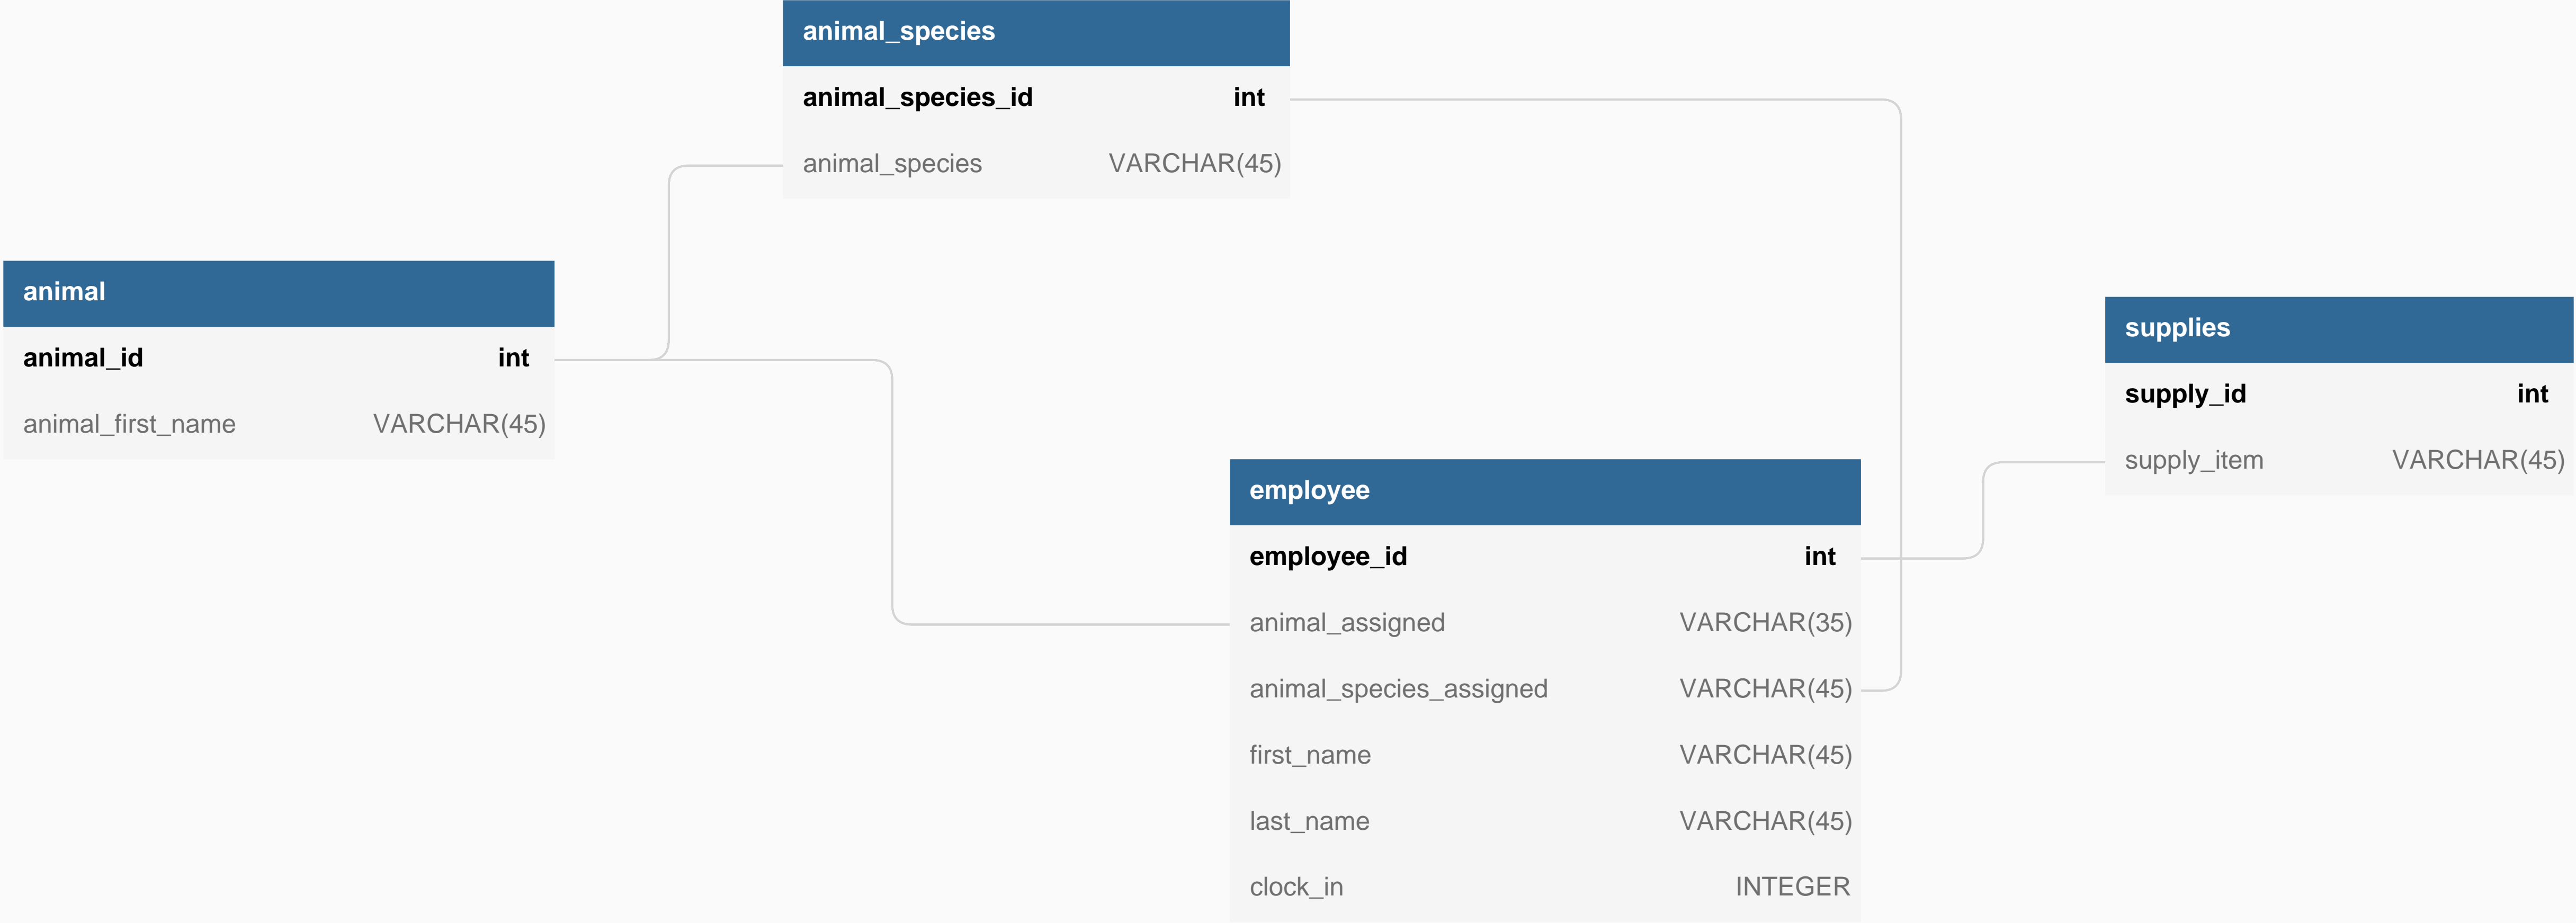 animal_species
animal_species_id int
animal_species VARCHAR(45)
animal
animal_id int
animal_first_name VARCHAR(45)
supplies
supply_id int
supply_item VARCHAR(45)
employee
employee_id int
animal_assigned VARCHAR(35)
animal_species_assigned VARCHAR(45)
first_name VARCHAR(45)
last_name VARCHAR(45)
clock_in INTEGER